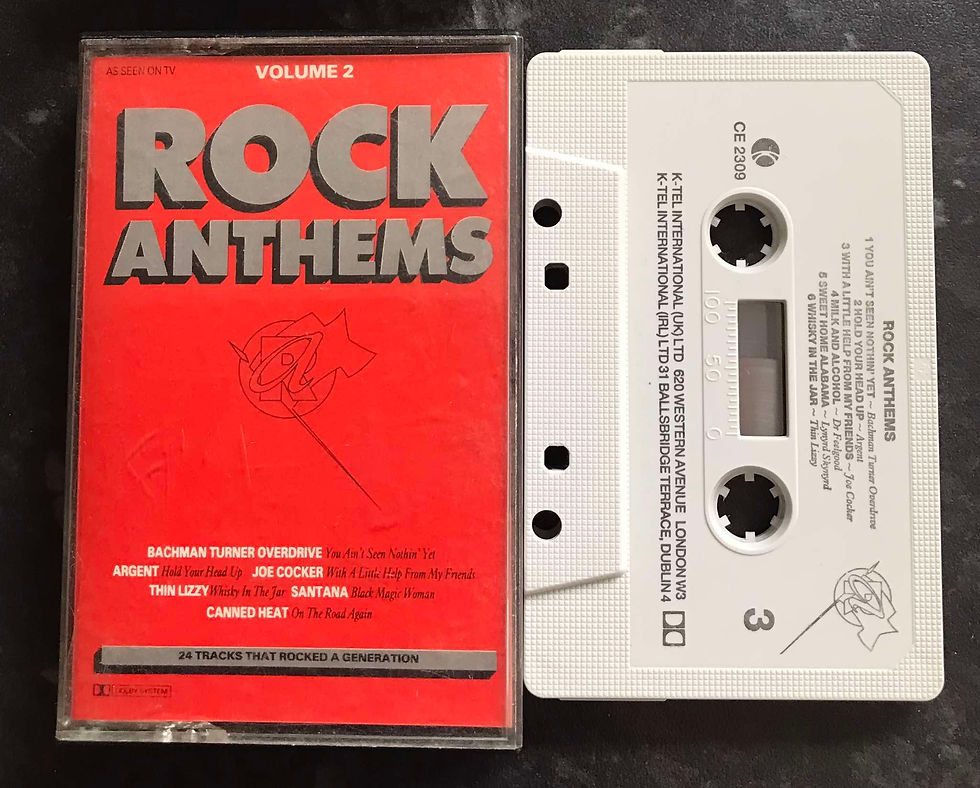 AS SEEN ON TV
VOLUME 2
ROCK
ANTHEMS
R
BACHMAN TURNER OVERDRIVE You Ain't Seen Nothin' Yet
ARGENT Hold Your Head Up JOE COCKER With A Little Help From My Friends
THIN LIZZY Whisky In The Jar SANTANA Black Magic Woman
CANNED HEAT On The Road Again
24 TRACKS THAT ROCKED A GENERATION
DOLBY SYSTEM
ROCK ANTHEMS
1 YOU AIN'T SEEN NOTHIN' YET ~ Bachman Turner Overdrive
2 HOLD YOUR HEAD UP ~ Argent
3 WITH A LITTLE HELP FROM MY FRIENDS ~ Joe Cocker
4 MILK AND ALCOHOL ~ Dr Feelgood
5 SWEET HOME ALABAMA ~ Lynyrd Skynyrd
6 WHISKY IN THE JAR ~ Thin Lizzy
CE 2309
100 50 0
3
K-TEL INTERNATIONAL (UK) LTD 620 WESTERN AVENUE LONDON W3
K-TEL INTERNATIONAL (IRL) LTD 31 BALLSBRIDGE TERRACE, DUBLIN 4